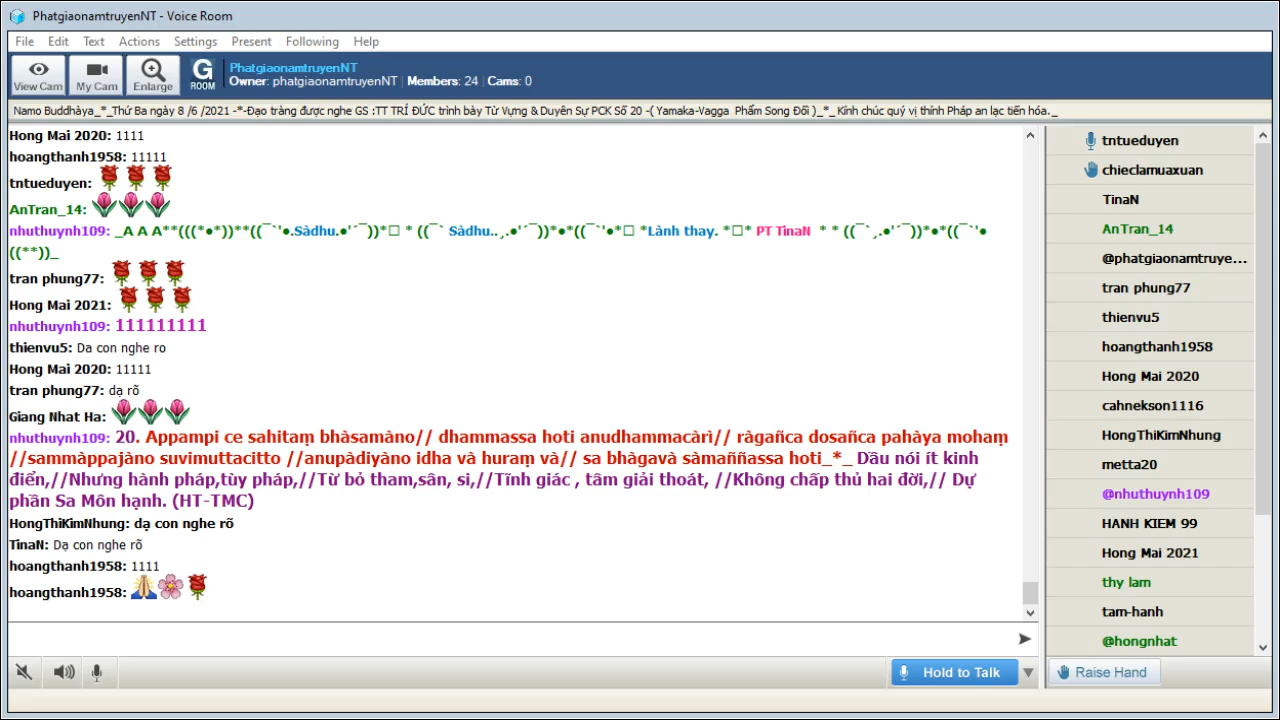 PhatgiaonamtruyenNT - Voice Room
File Edit Text Actions Settings Present Following Help
View Cam My Cam Enlarge G ROOM
PhatgiaonamtruyenNT
Owner: phatgiaonamtruyenNT | Members: 24 | Cams: 0
Namo Buddhàya_*_Thứ Ba ngày 8 /6 /2021 -*-Đạo tràng được nghe GS :TT TRÍ ĐỨC trình bày Từ Vựng & Duyên Sự PCK Số 20 -( Yamaka-Vagga Phẩm Song Đối )_*_ Kính chúc quý vị thính Pháp an lạc tiến hóa._
Hong Mai 2020: 1111
hoangthanh1958: 11111
tntueduyen:
AnTran_14:
nhuthuynh109: _A A A**(((*●*))**((¯`'●.Sàdhu.●'´¯))*□ * ((¯` Sàdhu..¸.●'´¯))*●*((¯`'●*□ *Lành thay. *□* PT TinaN * * ((¯`¸.●'´¯))*●*((¯`'●
((**))_
tran phung77:
Hong Mai 2021:
nhuthuynh109: 111111111
thienvu5: Da con nghe ro
Hong Mai 2020: 11111
tran phung77: dạ rõ
Giang Nhat Ha:
nhuthuynh109: 20. Appampi ce sahitaṃ bhàsamàno// dhammassa hoti anudhammacàrì// ràgañca dosañca pahàya mohaṃ
//sammàppajàno suvimuttacitto //anupàdiyàno idha và huraṃ và// sa bhàgavà sàmaññassa hoti_*_ Dầu nói ít kinh
điển,//Nhưng hành pháp,tùy pháp,//Từ bỏ tham,sân, si,//Tĩnh giác , tâm giải thoát, //Không chấp thủ hai đời,// Dự
phần Sa Môn hạnh. (HT-TMC)
HongThiKimNhung: dạ con nghe rõ
TinaN: Dạ con nghe rõ
hoangthanh1958: 1111
hoangthanh1958:
Hold to Talk
tntueduyen
chieclamuaxuan
TinaN
AnTran_14
@phatgiaonamtruye...
tran phung77
thienvu5
hoangthanh1958
Hong Mai 2020
cahnekson1116
HongThiKimNhung
metta20
@nhuthuynh109
HANH KIEM 99
Hong Mai 2021
thy lam
tam-hanh
@hongnhat
Raise Hand